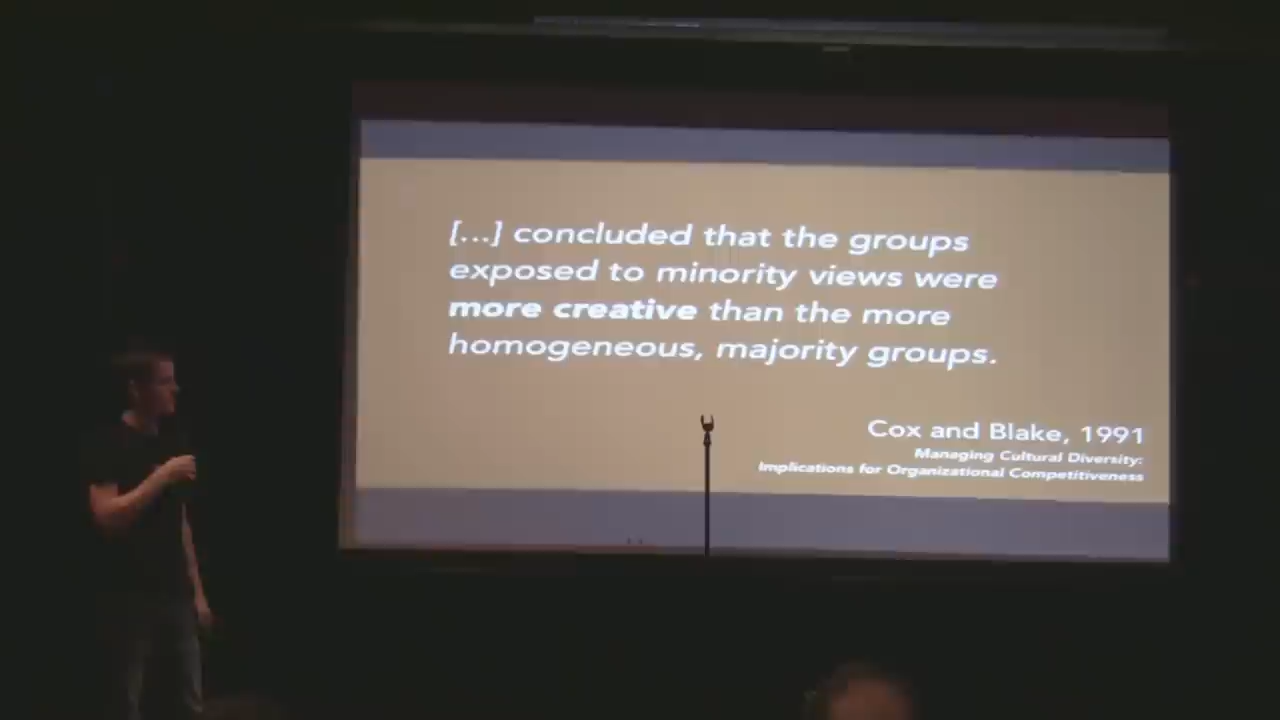 [...] concluded that the groups
exposed to minority views were
more creative than the more
homogeneous, majority groups.
Cox and Blake, 1991
Managing Cultural Diversity:
Implications for Organizational Competitiveness